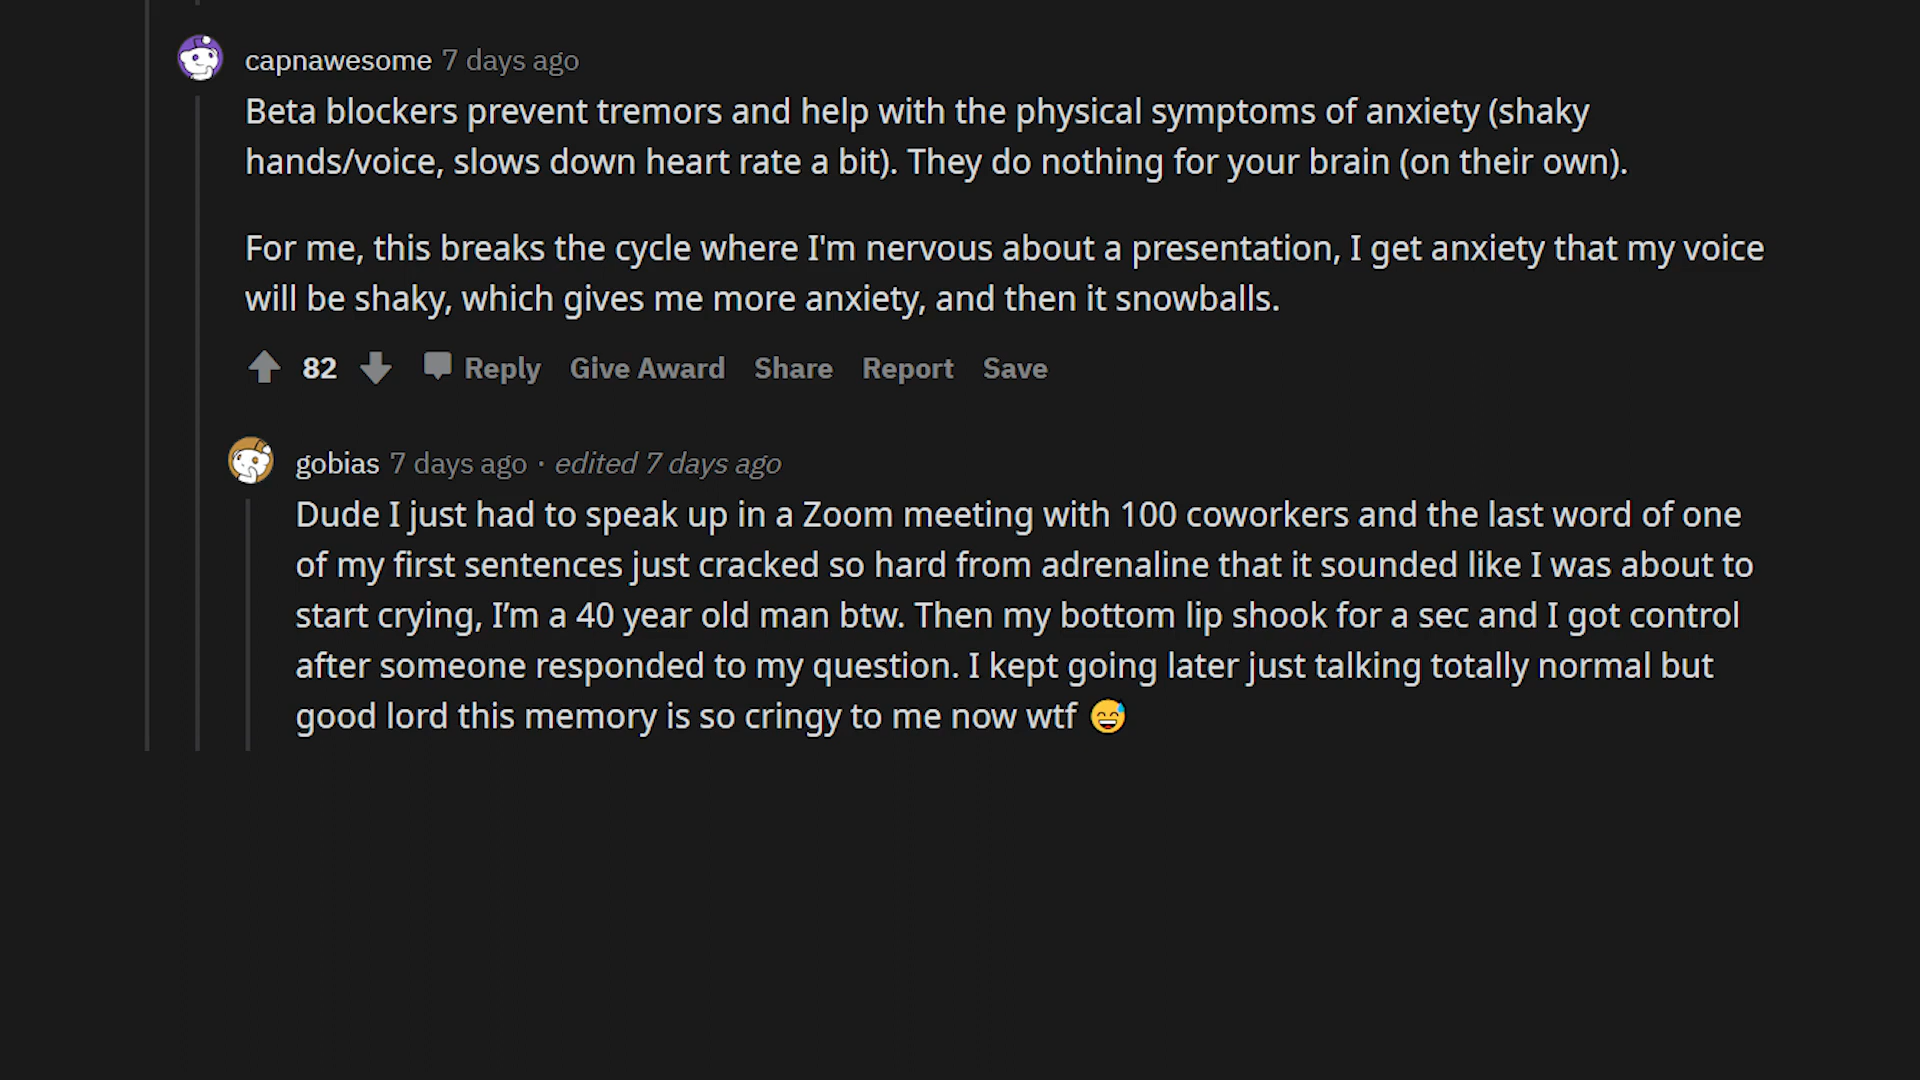 capnawesome 7 days ago
Beta blockers prevent tremors and help with the physical symptoms of anxiety (shaky
hands/voice, slows down heart rate a bit). They do nothing for your brain (on their own).
For me, this breaks the cycle where I'm nervous about a presentation, I get anxiety that my voice
will be shaky, which gives me more anxiety, and then it snowballs.
82 Reply Give Award Share Report Save
gobias 7 days ago · edited 7 days ago
Dude I just had to speak up in a Zoom meeting with 100 coworkers and the last word of one
of my first sentences just cracked so hard from adrenaline that it sounded like I was about to
start crying, I’m a 40 year old man btw. Then my bottom lip shook for a sec and I got control
after someone responded to my question. I kept going later just talking totally normal but
good lord this memory is so cringy to me now wtf 😅